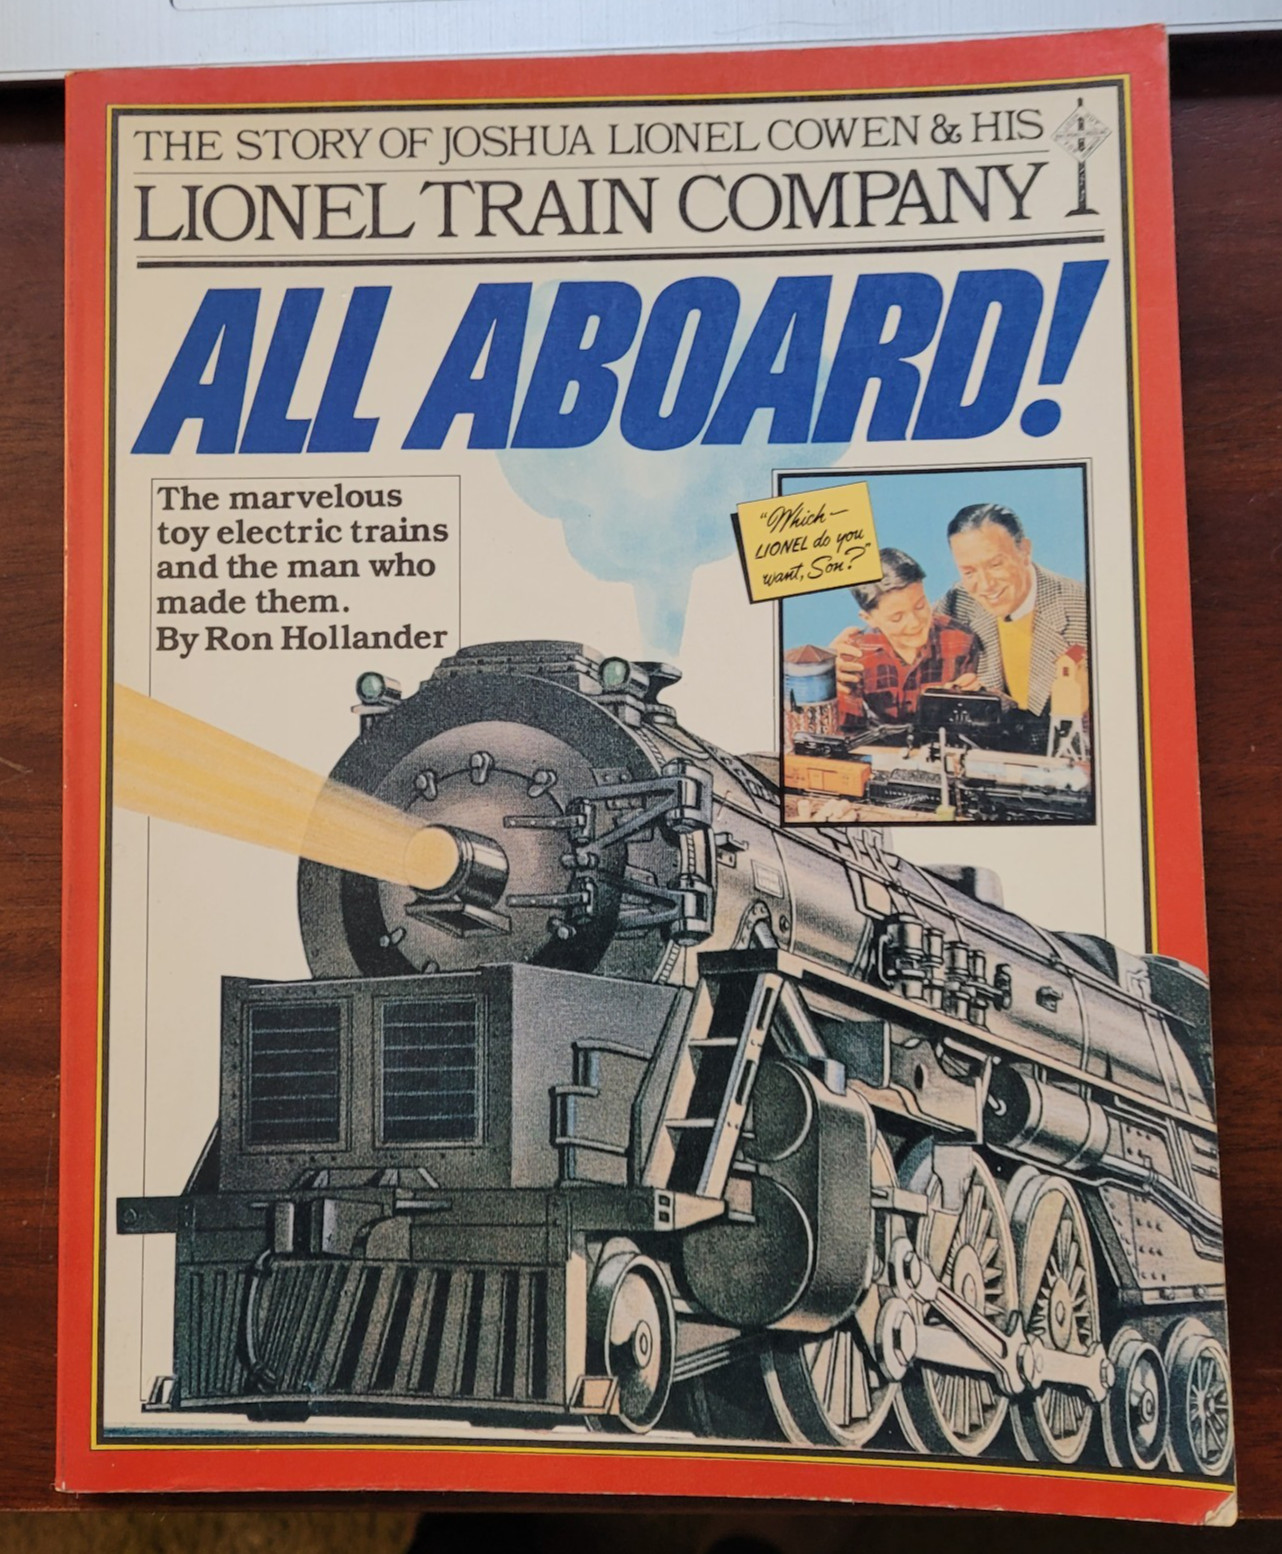 THE STORY OF JOSHUA LIONEL COWEN & HIS
LIONEL TRAIN COMPANY
ALL ABOARD!
The marvelous
toy electric trains
and the man who
made them.
By Ron Hollander
"Which—
LIONEL do you
want, Son?"